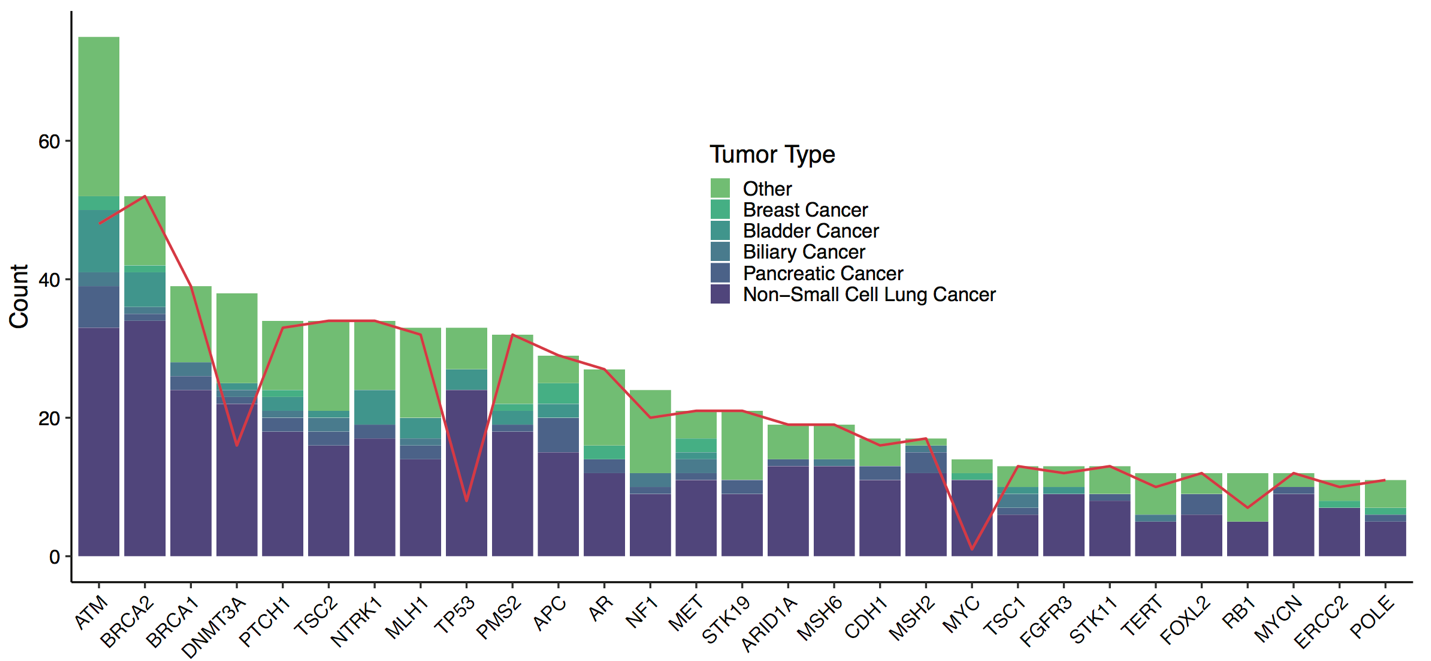 Count
60
40
20
0
Tumor Type
Other
Breast Cancer
Bladder Cancer
Biliary Cancer
Pancreatic Cancer
Non−Small Cell Lung Cancer
ATM
BRCA2
BRCA1
DNMT3A
PTCH1
TSC2
NTRK1
MLH1
TP53
PMS2
APC
AR
NF1
MET
STK19
ARID1A
MSH6
CDH1
MSH2
MYC
TSC1
FGFR3
STK11
TERT
FOXL2
RB1
MYCN
ERCC2
POLE